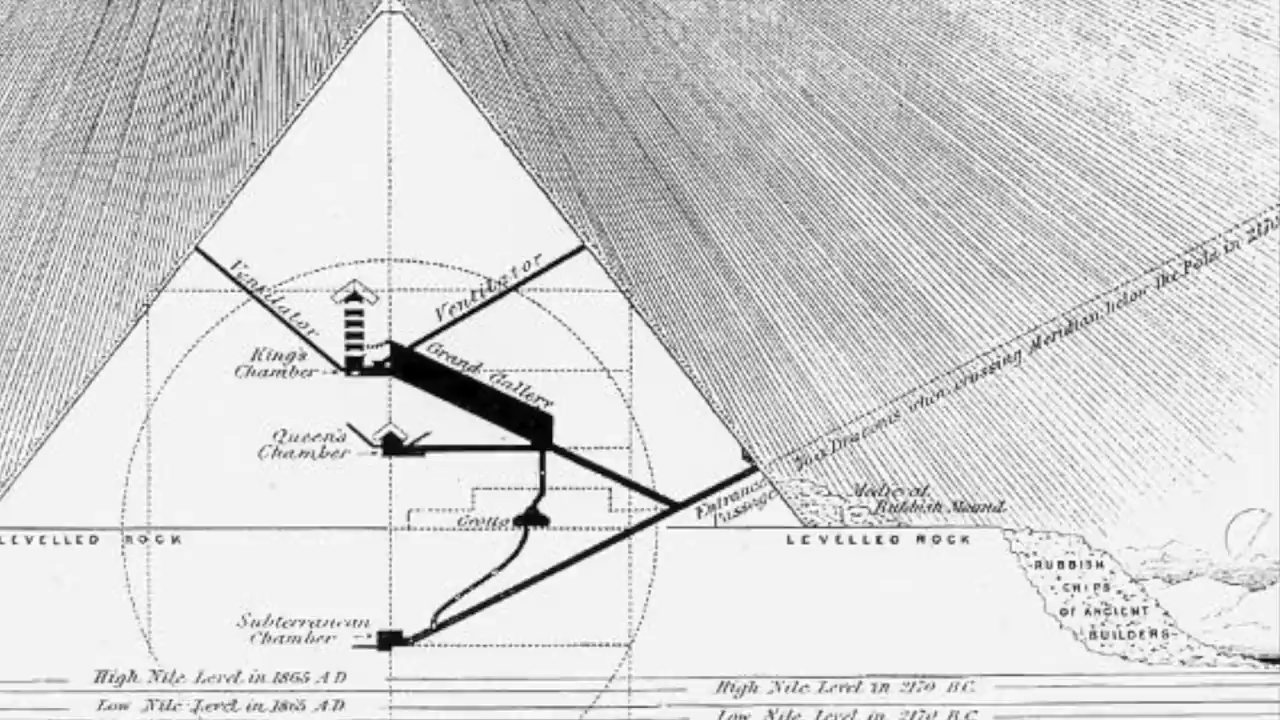 Ventilator
Ventilator
King's
Chamber
Grand Gallery
Queen's
Chamber
Draconis when crossing Meridian below the Pole in 2170
Entrance
Passage
Medieval
Rubbish Mound
Grotto
LEVELLED ROCK
LEVELLED ROCK
RUBBISH
CHIPS
OF ANCIENT
BUILDERS
Subterranean
Chamber
High Nile Level in 1865 A D
Low Nile Level in 1865 A D
High Nile Level in 2170 B.C.
Low Nile Level in 2170 B.C.